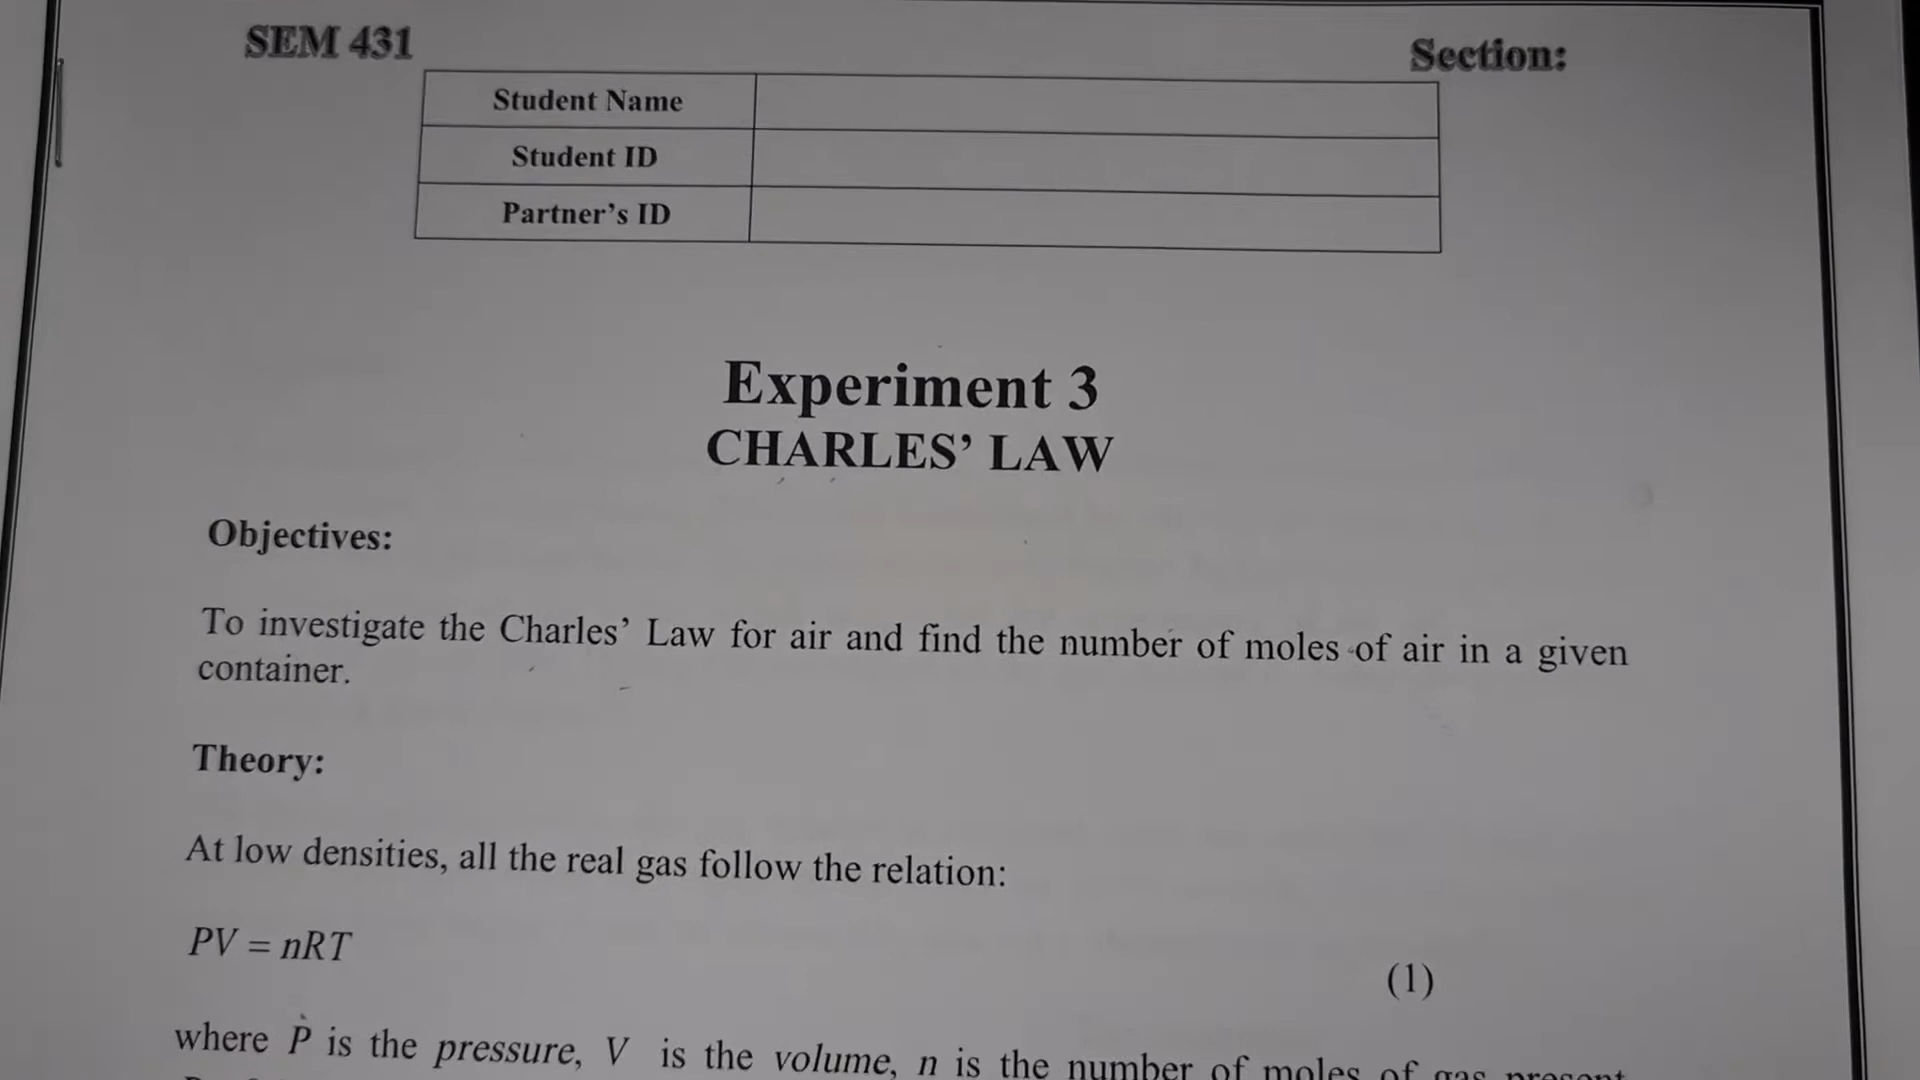 SEM 431
Section:
Student Name
Student ID
Partner's ID
Experiment 3
CHARLES' LAW
Objectives:
To investigate the Charles' Law for air and find the number of moles of air in a given
container.
Theory:
At low densities, all the real gas follow the relation:
PV = nRT
(1)
where P is the pressure, V is the volume, n is the number of moles of gas present